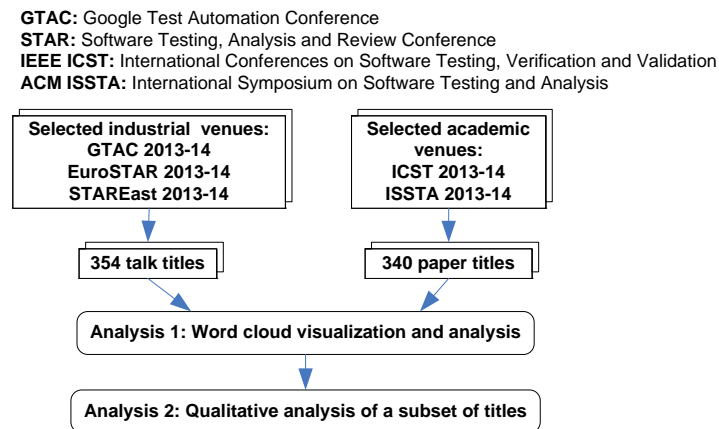 GTAC: Google Test Automation Conference
STAR: Software Testing, Analysis and Review Conference
IEEE ICST: International Conferences on Software Testing, Verification and Validation
ACM ISSTA: International Symposium on Software Testing and Analysis
Selected industrial venues:
GTAC 2013-14
EuroSTAR 2013-14
STAREast 2013-14
Selected academic
venues:
ICST 2013-14
ISSTA 2013-14
354 talk titles
340 paper titles
Analysis 1: Word cloud visualization and analysis
Analysis 2: Qualitative analysis of a subset of titles